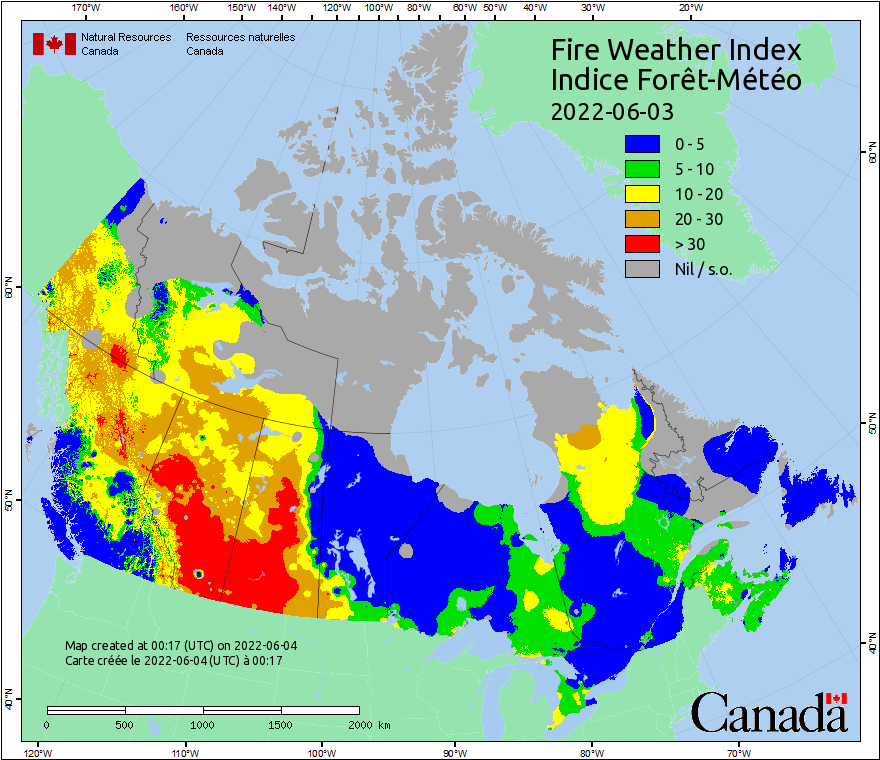 170°W 160°W 150°W 140°W 120°W 100°W 80°W 60°W 50°W 40°W 30°W 20°W
Natural Resources Ressources naturelles
Canada Canada
Fire Weather Index
Indice Forêt-Météo
2022-06-03
0 - 5
5 - 10
10 - 20
20 - 30
> 30
Nil / s.o.
60°N
60°N
50°N
50°N
40°N
40°N
Map created at 00:17 (UTC) on 2022-06-04
Carte créée le 2022-06-04 (UTC) à 00:17
0 500 1000 1500 2000 km
Canada
120°W 110°W 100°W 90°W 80°W 70°W